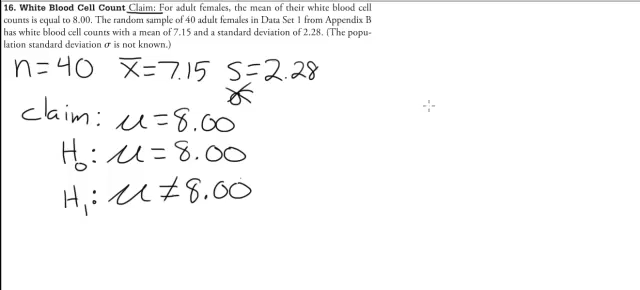 16. White Blood Cell Count Claim: For adult females, the mean of their white blood cell
counts is equal to 8.00. The random sample of 40 adult females in Data Set 1 from Appendix B
has white blood cell counts with a mean of 7.15 and a standard deviation of 2.28. (The popu-
lation standard deviation σ is not known.)
n=40 x̄=7.15 s=2.28
σ
claim: μ=8.00
H₀: μ=8.00
H₁: μ≠8.00